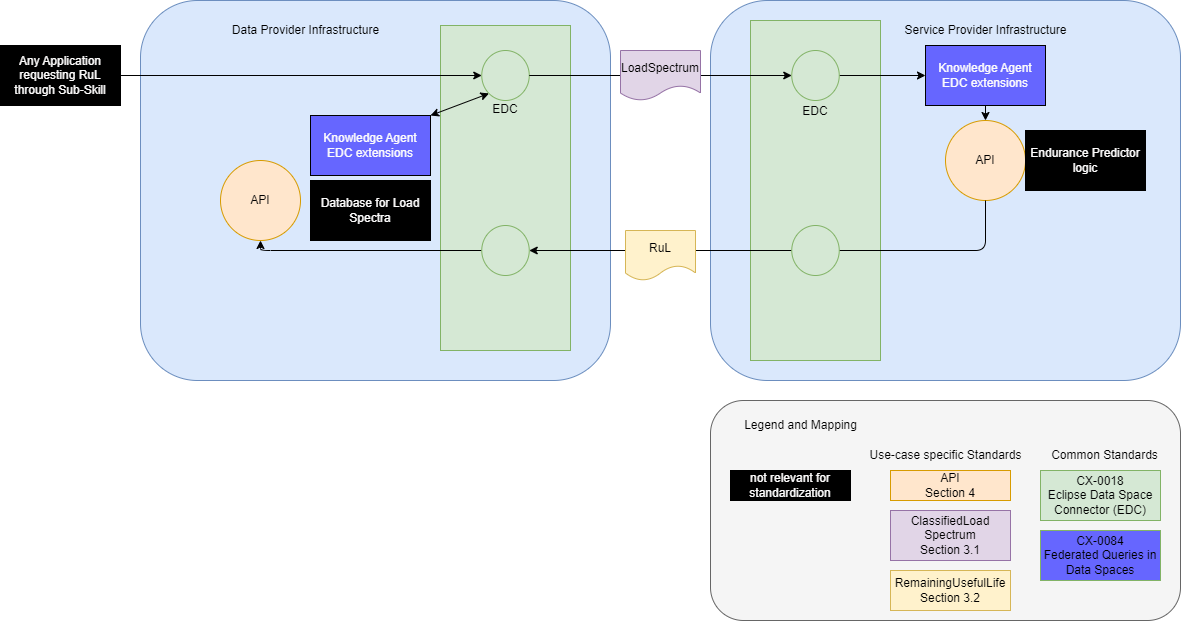 Data Provider Infrastructure
Service Provider Infrastructure
Any Application
requesting RuL
through Sub-Skill
EDC
LoadSpectrum
EDC
Knowledge Agent
EDC extensions
Knowledge Agent
EDC extensions
API
Database for Load
Spectra
API
Endurance Predictor
logic
RuL
Legend and Mapping
Use-case specific Standards
Common Standards
not relevant for
standardization
API
Section 4
CX-0018
Eclipse Data Space
Connector (EDC)
ClassifiedLoad
Spectrum
Section 3.1
CX-0084
Federated Queries in
Data Spaces
RemainingUsefulLife
Section 3.2